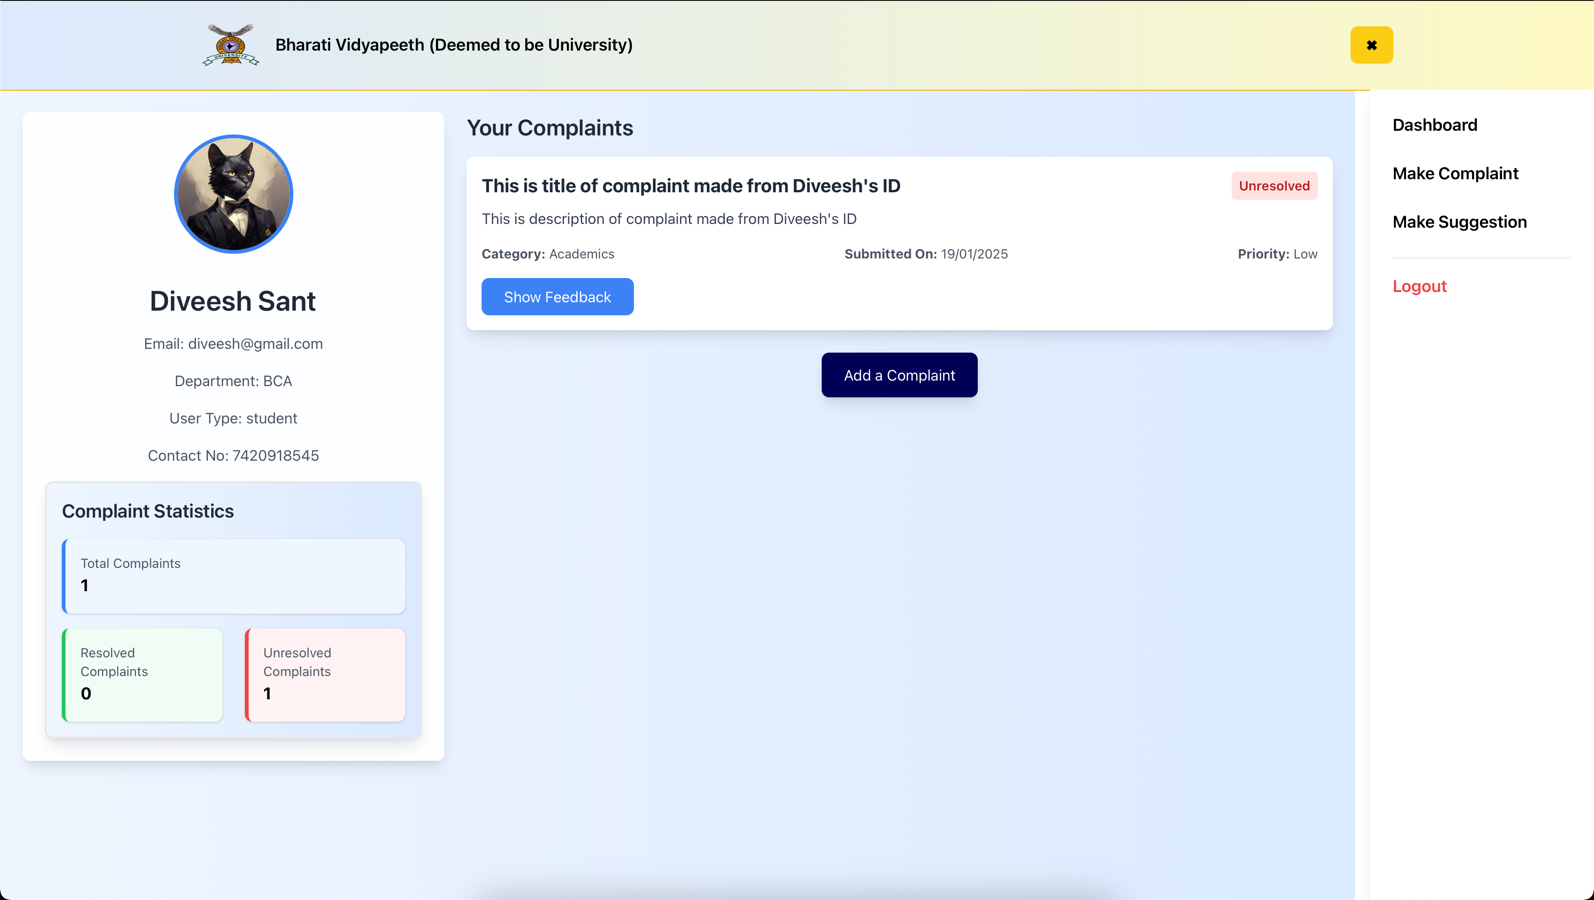 Bharati Vidyapeeth (Deemed to be University)
✖
Diveesh Sant
Email: diveesh@gmail.com
Department: BCA
User Type: student
Contact No: 7420918545
Complaint Statistics
Total Complaints
1
Resolved
Complaints
0
Unresolved
Complaints
1
Your Complaints
This is title of complaint made from Diveesh's ID
Unresolved
This is description of complaint made from Diveesh's ID
Category: Academics
Submitted On: 19/01/2025
Priority: Low
Show Feedback
Add a Complaint
Dashboard
Make Complaint
Make Suggestion
Logout